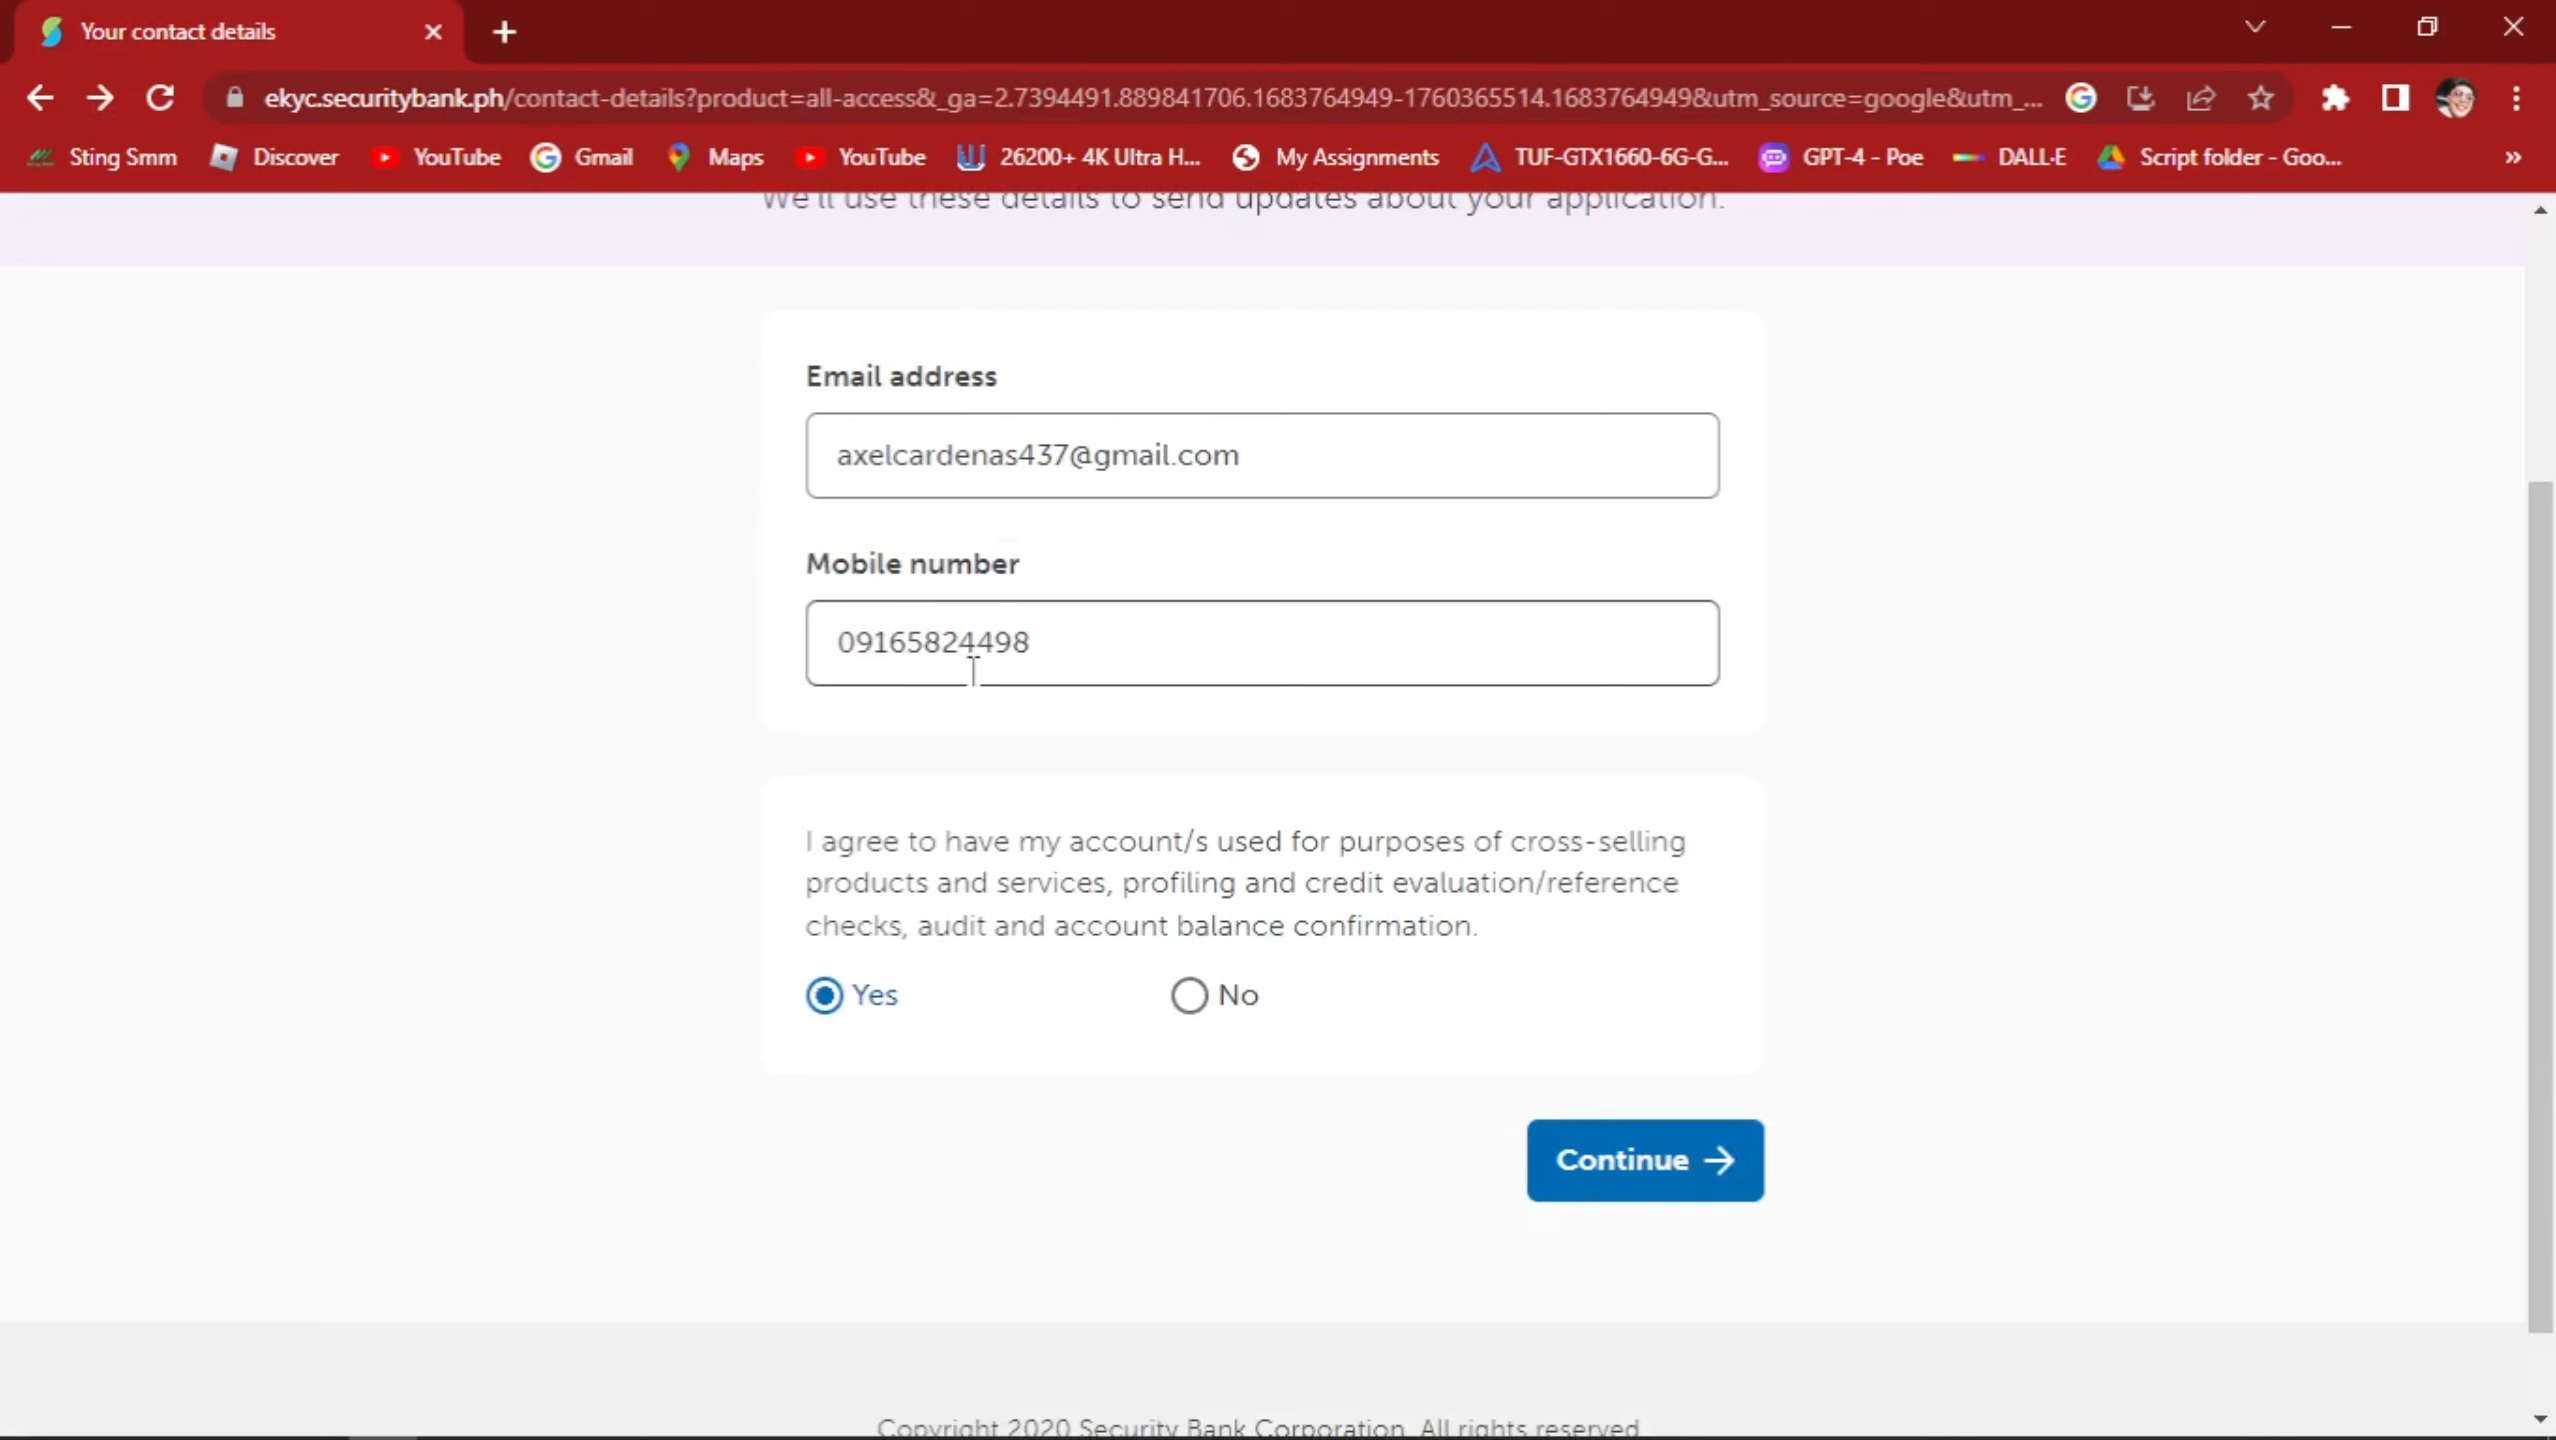 Your contact details
ekyc.securitybank.ph/contact-details?product=all-access&_ga=2.7394491.889841706.1683764949-1760365514.1683764949&utm_source=google&utm_...
Sting Smm Discover YouTube Gmail Maps YouTube 26200+ 4K Ultra H... My Assignments TUF-GTX1660-6G-G... GPT-4 - Poe DALL·E Script folder - Goo... »
We'll use these details to send updates about your application.
Email address
axelcardenas437@gmail.com
Mobile number
09165824498
I agree to have my account/s used for purposes of cross-selling
products and services, profiling and credit evaluation/reference
checks, audit and account balance confirmation.
Yes No
Continue →
Copyright 2020 Security Bank Corporation. All rights reserved